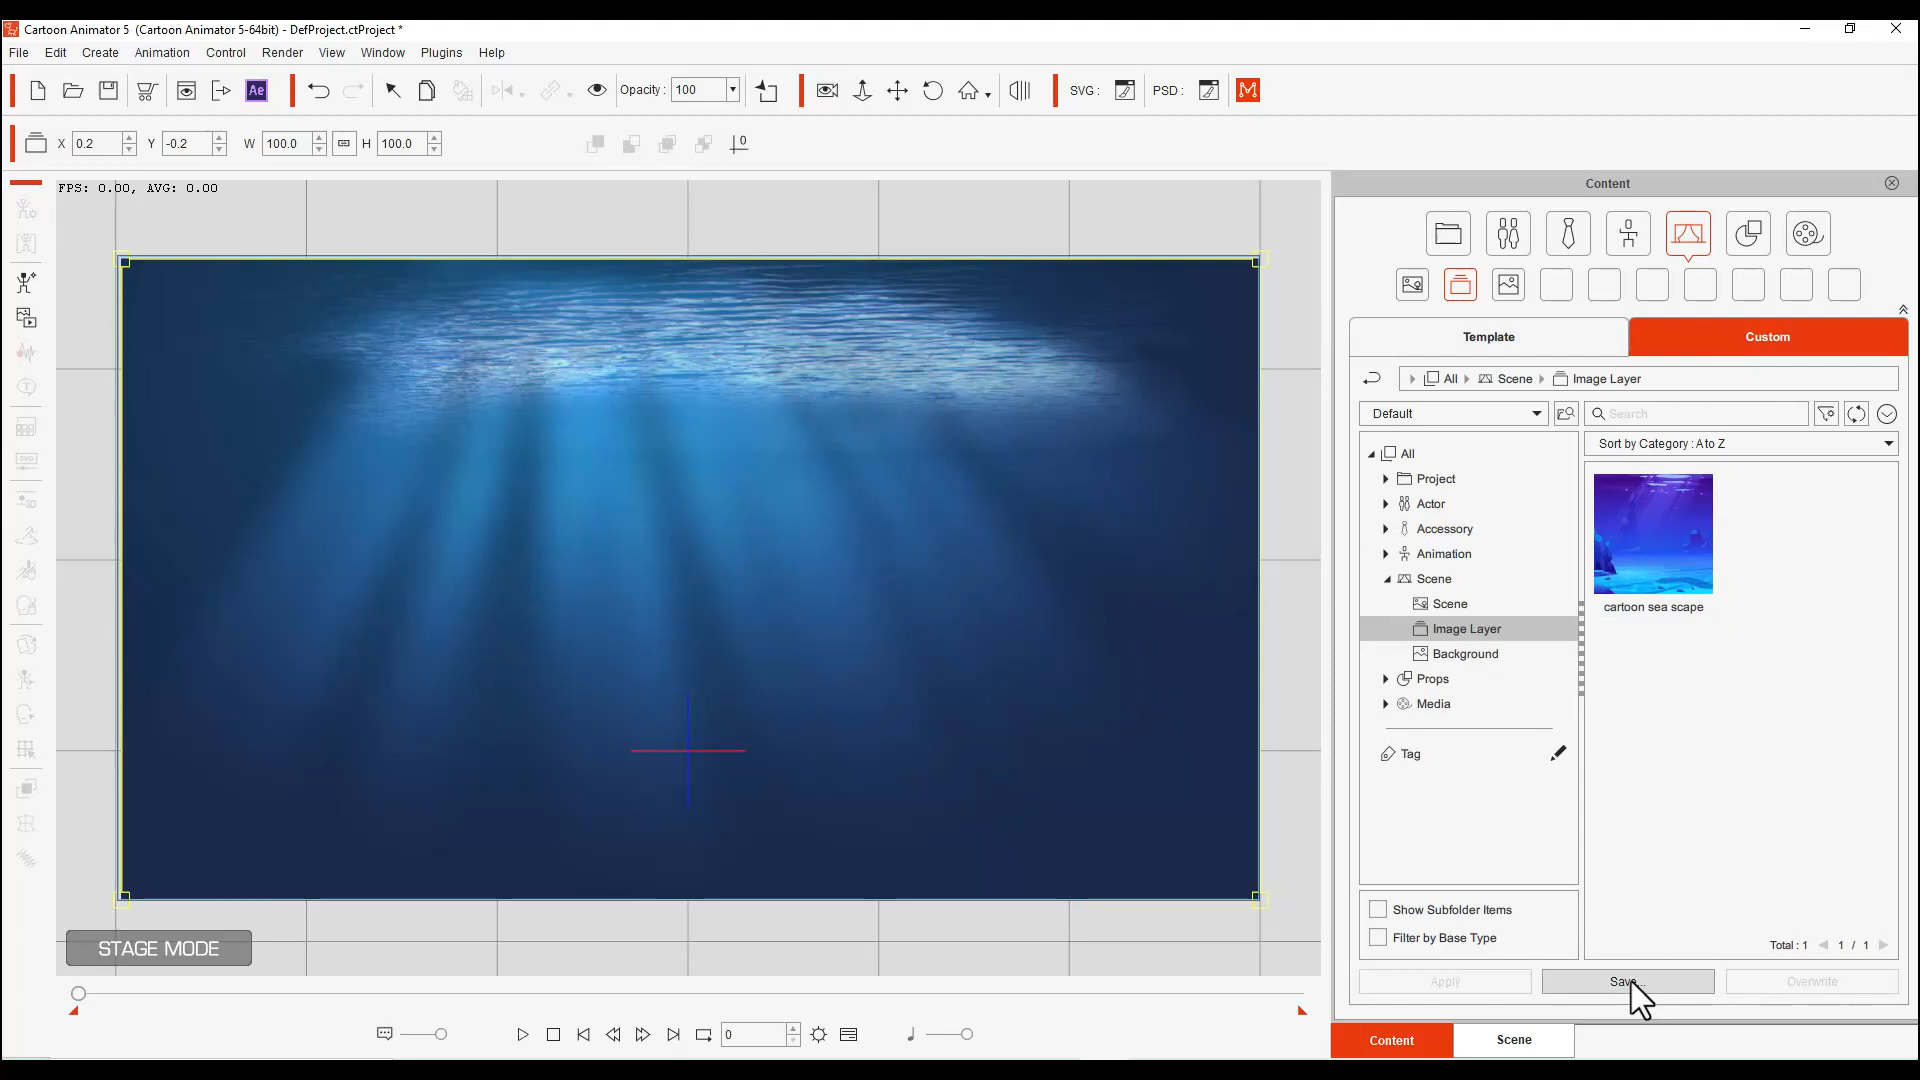 Cartoon Animator 5 (Cartoon Animator 5-64bit) - DefProject.ctProject *
File Edit Create Animation Control Render View Window Plugins Help
Ae Opacity : 100 SVG : PSD :
X 0.2 Y -0.2 W 100.0 H 100.0 0
FPS: 0.00, AVG: 0.00
Content
Template Custom
All Scene Image Layer
Default Search
Sort by Category : A to Z
All
Project
Actor
Accessory
Animation
Scene
Scene
Image Layer
Background
Props
Media
Tag
cartoon sea scape
Show Subfolder Items
Filter by Base Type
Total : 1 1 / 1
Apply Save... Overwrite
STAGE MODE
0
Content Scene
SVG
3D